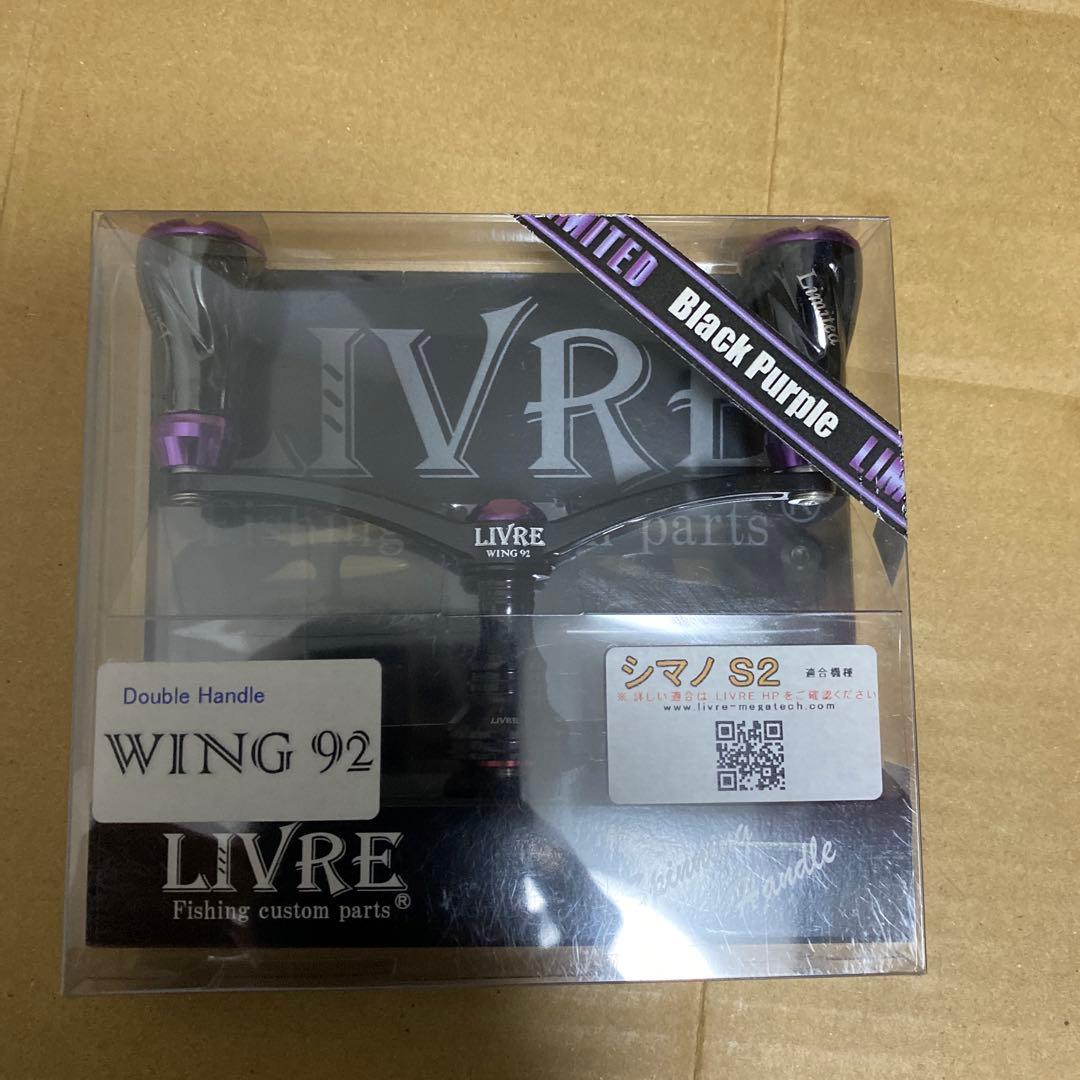 LIMITED Black Purple LIM
Limited
LIVRE
parts®
LIVRE
WING 92
LIVRE
Double Handle
WING 92
シマノ S2 適合機種
※詳しい適合は LIVRE HPをご確認ください
www.livre-megatech.com
LIVRE
Fishing custom parts®
Spinning
Handle